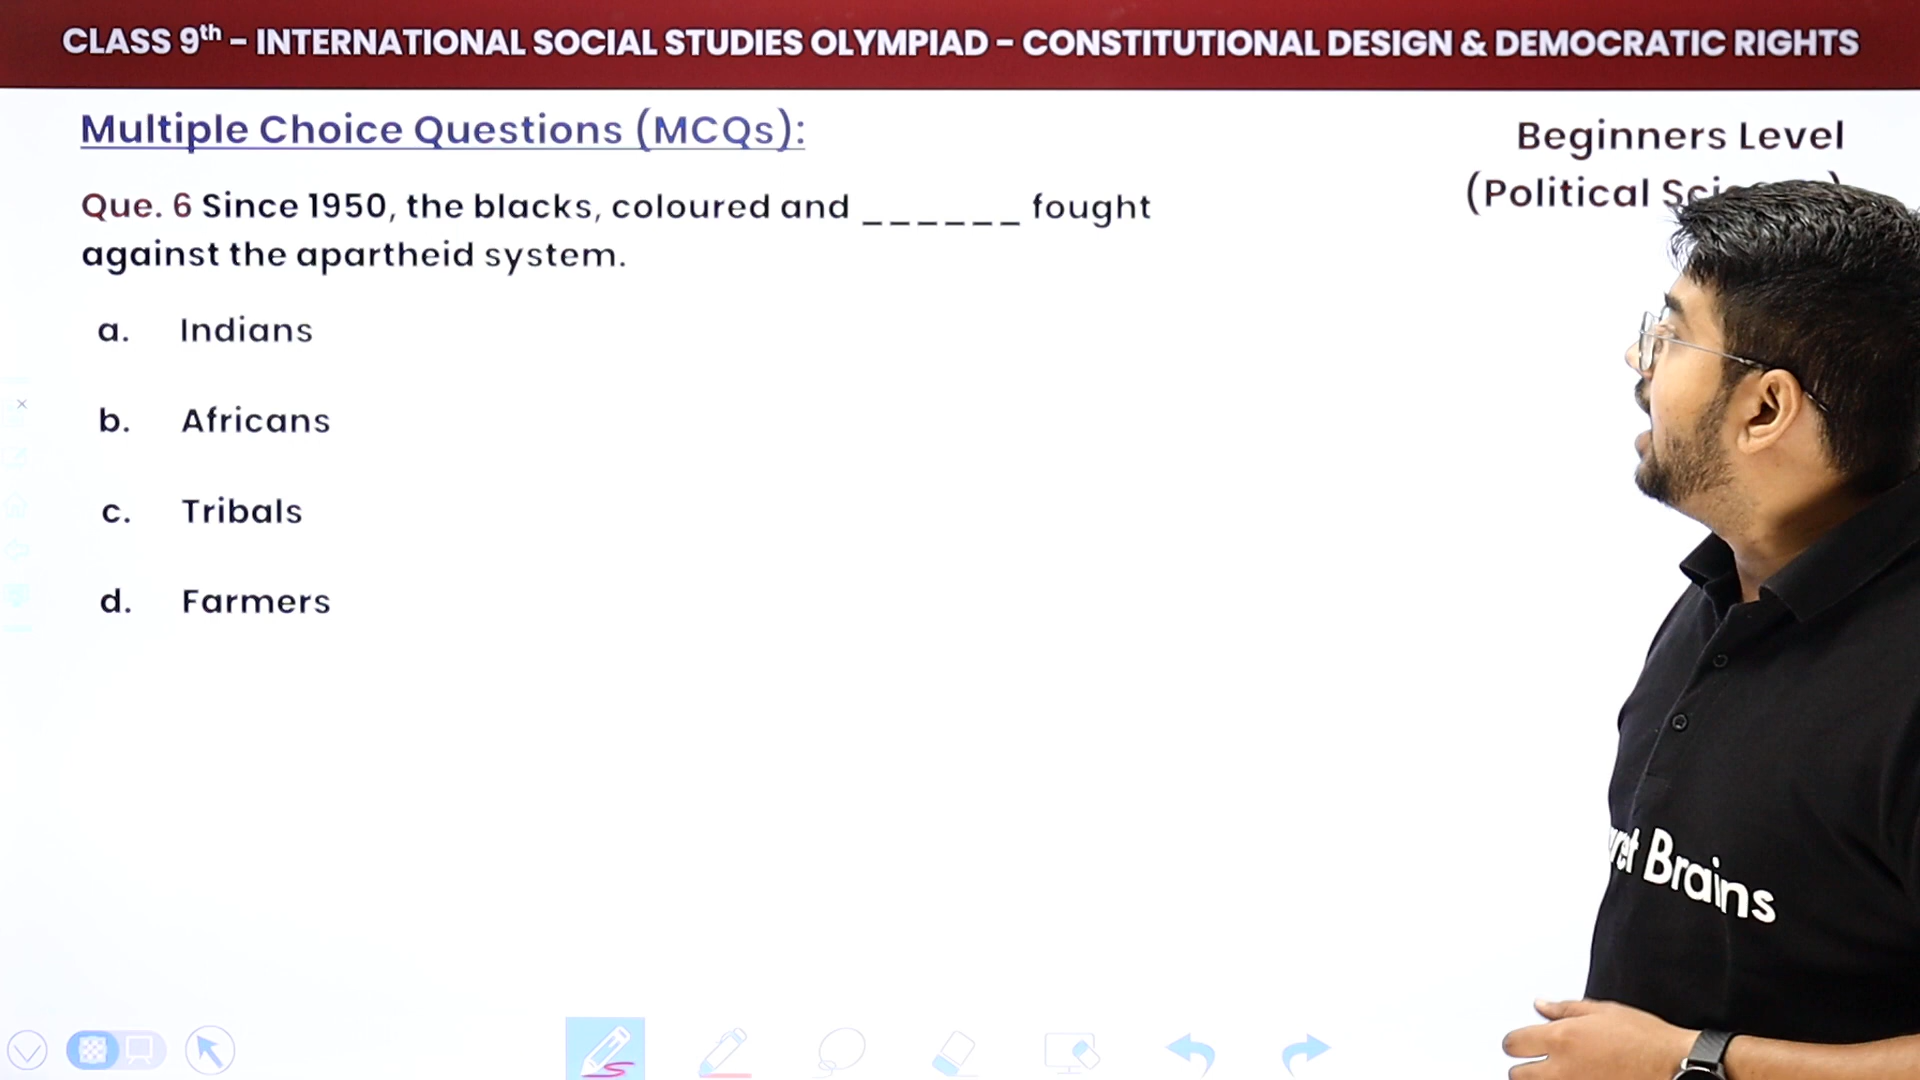 CLASS 9th – INTERNATIONAL SOCIAL STUDIES OLYMPIAD – CONSTITUTIONAL DESIGN & DEMOCRATIC RIGHTS
Multiple Choice Questions (MCQs):
Beginners Level
(Political
Que. 6 Since 1950, the blacks, coloured and ______ fought
against the apartheid system.
a. Indians
b. Africans
c. Tribals
d. Farmers
Brains